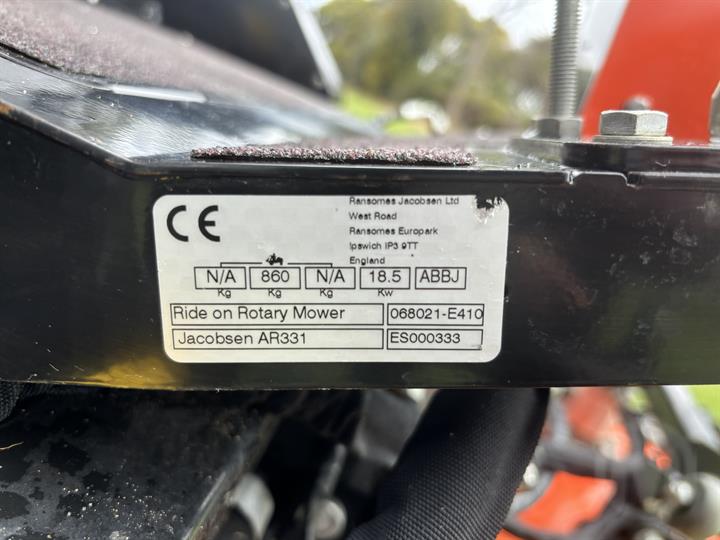 CE
Ransomes Jacobsen Ltd
West Road
Ransomes Europark
Ipswich IP3 9TT
England
N/A 860 N/A 18.5 ABBJ
Kg Kg Kg Kw
Ride on Rotary Mower 068021-E410
Jacobsen AR331 ES000333